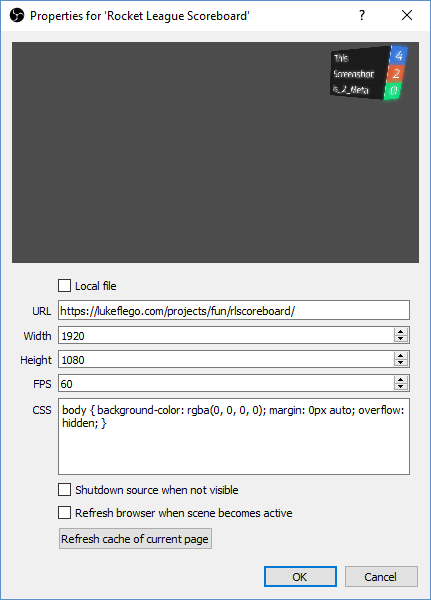 Properties for 'Rocket League Scoreboard'
This 4
Screenshot 2
Is_2_Meta 0
Local file
URL https://lukeflego.com/projects/fun/rlscoreboard/
Width 1920
Height 1080
FPS 60
CSS body { background-color: rgba(0, 0, 0, 0); margin: 0px auto; overflow:
hidden; }
Shutdown source when not visible
Refresh browser when scene becomes active
Refresh cache of current page
OK Cancel